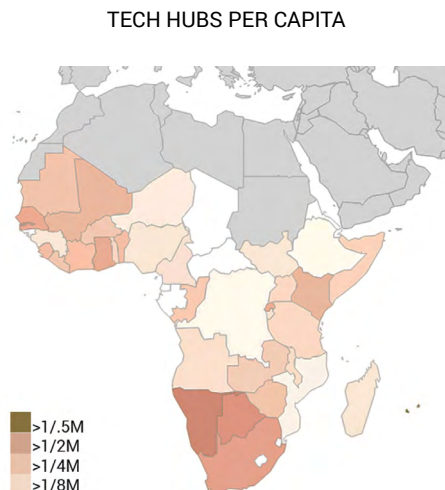 TECH HUBS PER CAPITA
>1/.5M
>1/2M
>1/4M
>1/8M